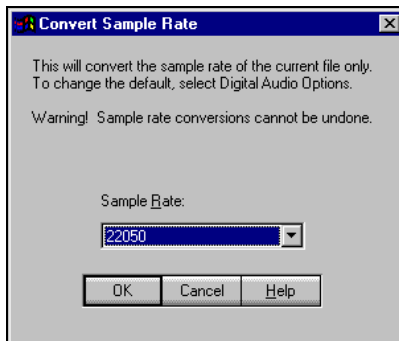 Convert Sample Rate
This will convert the sample rate of the current file only.
To change the default, select Digital Audio Options.
Warning! Sample rate conversions cannot be undone.
Sample Rate:
22050
OK Cancel Help